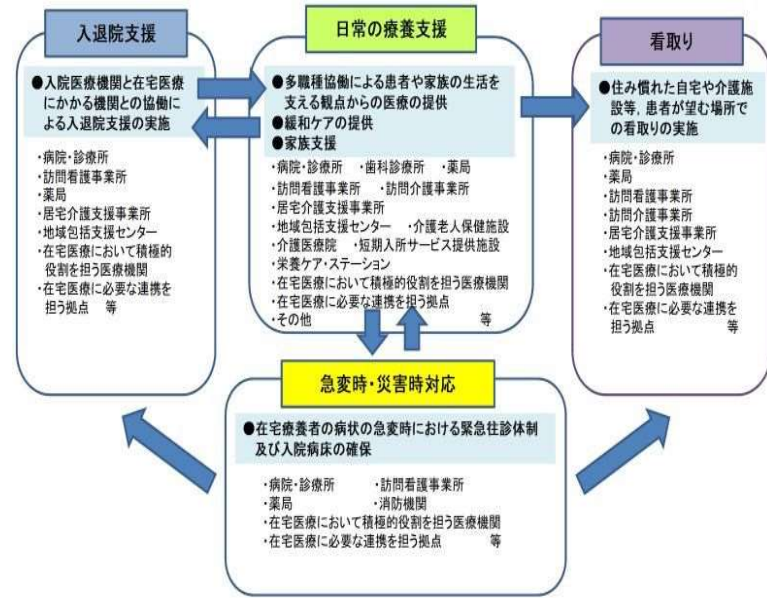 入退院支援
●入院医療機関と在宅医療
にかかる機関との協働に
よる入退院支援の実施
・病院・診療所
・訪問看護事業所
・薬局
・居宅介護支援事業所
・地域包括支援センター
・在宅医療において積極的
役割を担う医療機関
・在宅医療に必要な連携を
担う拠点 等
日常の療養支援
●多職種協働による患者や家族の生活を
支える観点からの医療の提供
●緩和ケアの提供
●家族支援
・病院・診療所 ・歯科診療所 ・薬局
・訪問看護事業所 ・訪問介護事業所
・居宅介護支援事業所
・地域包括支援センター ・介護老人保健施設
・介護医療院 ・短期入所サービス提供施設
・栄養ケア・ステーション
・在宅医療において積極的役割を担う医療機関
・在宅医療に必要な連携を担う拠点
・その他 等
看取り
●住み慣れた自宅や介護施
設等，患者が望む場所で
の看取りの実施
・病院・診療所
・薬局
・訪問看護事業所
・訪問介護事業所
・居宅介護支援事業所
・地域包括支援センター
・在宅医療において積極的
役割を担う医療機関
・在宅医療に必要な連携を
担う拠点 等
急変時・災害時対応
●在宅療養者の病状の急変時における緊急往診体制
及び入院病床の確保
・病院・診療所 ・訪問看護事業所
・薬局 ・消防機関
・在宅医療において積極的役割を担う医療機関
・在宅医療に必要な連携を担う拠点 等